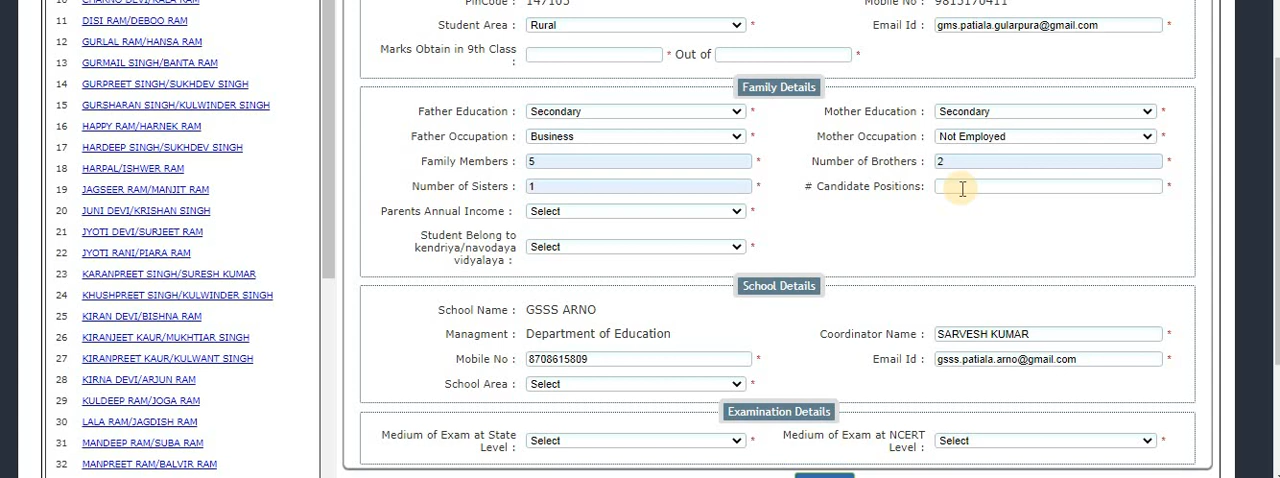 11 DISI RAM/DEBOO RAM
12 GURLAL RAM/HANSA RAM
13 GURMAIL SINGH/BANTA RAM
14 GURPREET SINGH/SUKHDEV SINGH
15 GURSHARAN SINGH/KULWINDER SINGH
16 HAPPY RAM/HARNEK RAM
17 HARDEEP SINGH/SUKHDEV SINGH
18 HARPAL/ISHWER RAM
19 JAGSEER RAM/MANJIT RAM
20 JUNI DEVI/KRISHAN SINGH
21 JYOTI DEVI/SURJEET RAM
22 JYOTI RANI/PIARA RAM
23 KARANPREET SINGH/SURESH KUMAR
24 KHUSHPREET SINGH/KULWINDER SINGH
25 KIRAN DEVI/BISHNA RAM
26 KIRANJEET KAUR/MUKHTIAR SINGH
27 KIRANPREET KAUR/KULWANT SINGH
28 KIRNA DEVI/ARJUN RAM
29 KULDEEP RAM/JOGA RAM
30 LALA RAM/JAGDISH RAM
31 MANDEEP RAM/SUBA RAM
32 MANPREET RAM/BALVIR RAM
PinCode : 147105 Mobile No : 9815170411
Student Area : Rural * Email Id : gms.patiala.gularpura@gmail.com
Marks Obtain in 9th Class : * Out of *
Family Details
Father Education : Secondary * Mother Education : Secondary *
Father Occupation : Business * Mother Occupation : Not Employed *
Family Members : 5 * Number of Brothers : 2 *
Number of Sisters : 1 * # Candidate Positions: *
Parents Annual Income : Select *
Student Belong to
kendriya/navodaya Select *
vidyalaya :
School Details
School Name : GSSS ARNO
Managment : Department of Education Coordinator Name : SARVESH KUMAR *
Mobile No : 8708615809 * Email Id : gsss.patiala.arno@gmail.com *
School Area : Select *
Examination Details
Medium of Exam at State Level : Select * Medium of Exam at NCERT Level : Select *